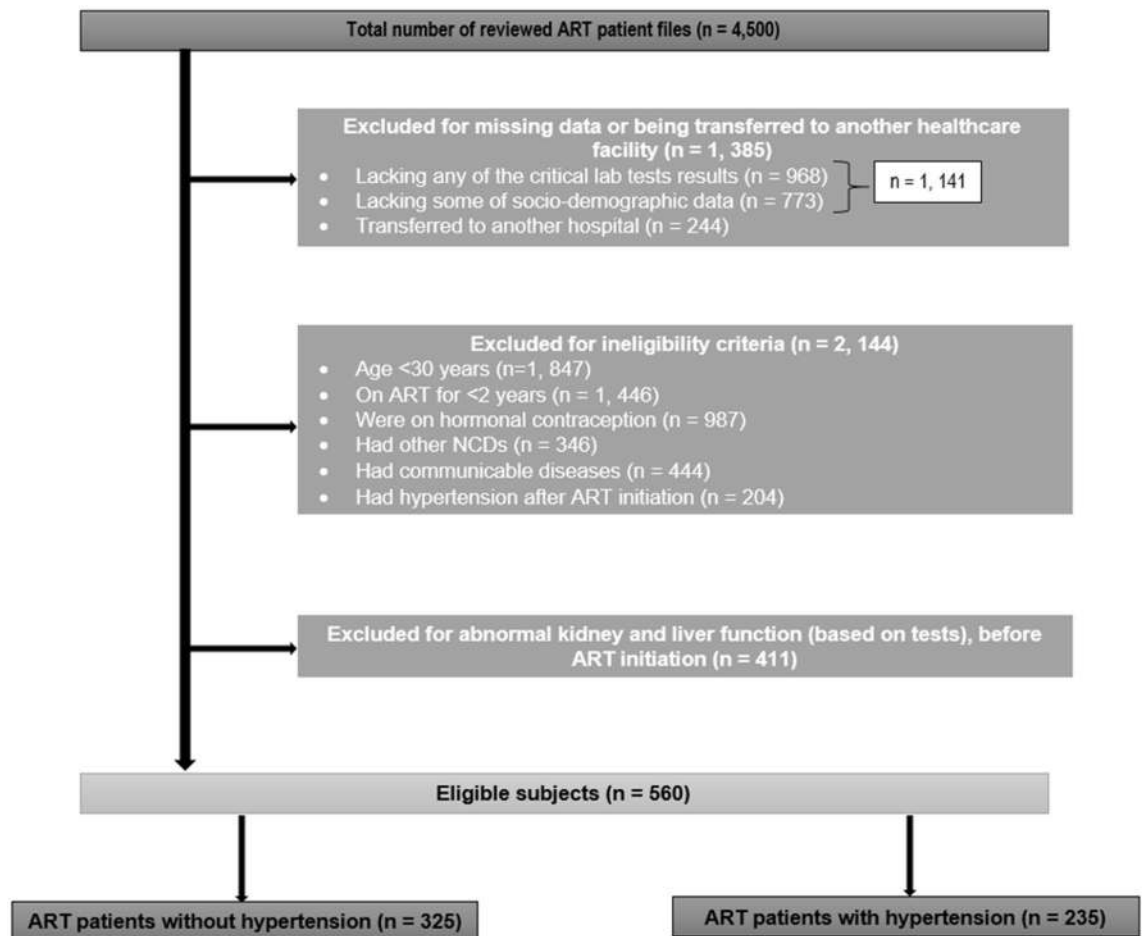 Total number of reviewed ART patient files (n = 4,500)
Excluded for missing data or being transferred to another healthcare
facility (n = 1, 385)
• Lacking any of the critical lab tests results (n = 968)
• Lacking some of socio-demographic data (n = 773)
n = 1, 141
• Transferred to another hospital (n = 244)
Excluded for ineligibility criteria (n = 2, 144)
• Age <30 years (n=1, 847)
• On ART for <2 years (n = 1, 446)
• Were on hormonal contraception (n = 987)
• Had other NCDs (n = 346)
• Had communicable diseases (n = 444)
• Had hypertension after ART initiation (n = 204)
Excluded for abnormal kidney and liver function (based on tests), before
ART initiation (n = 411)
Eligible subjects (n = 560)
ART patients without hypertension (n = 325)
ART patients with hypertension (n = 235)